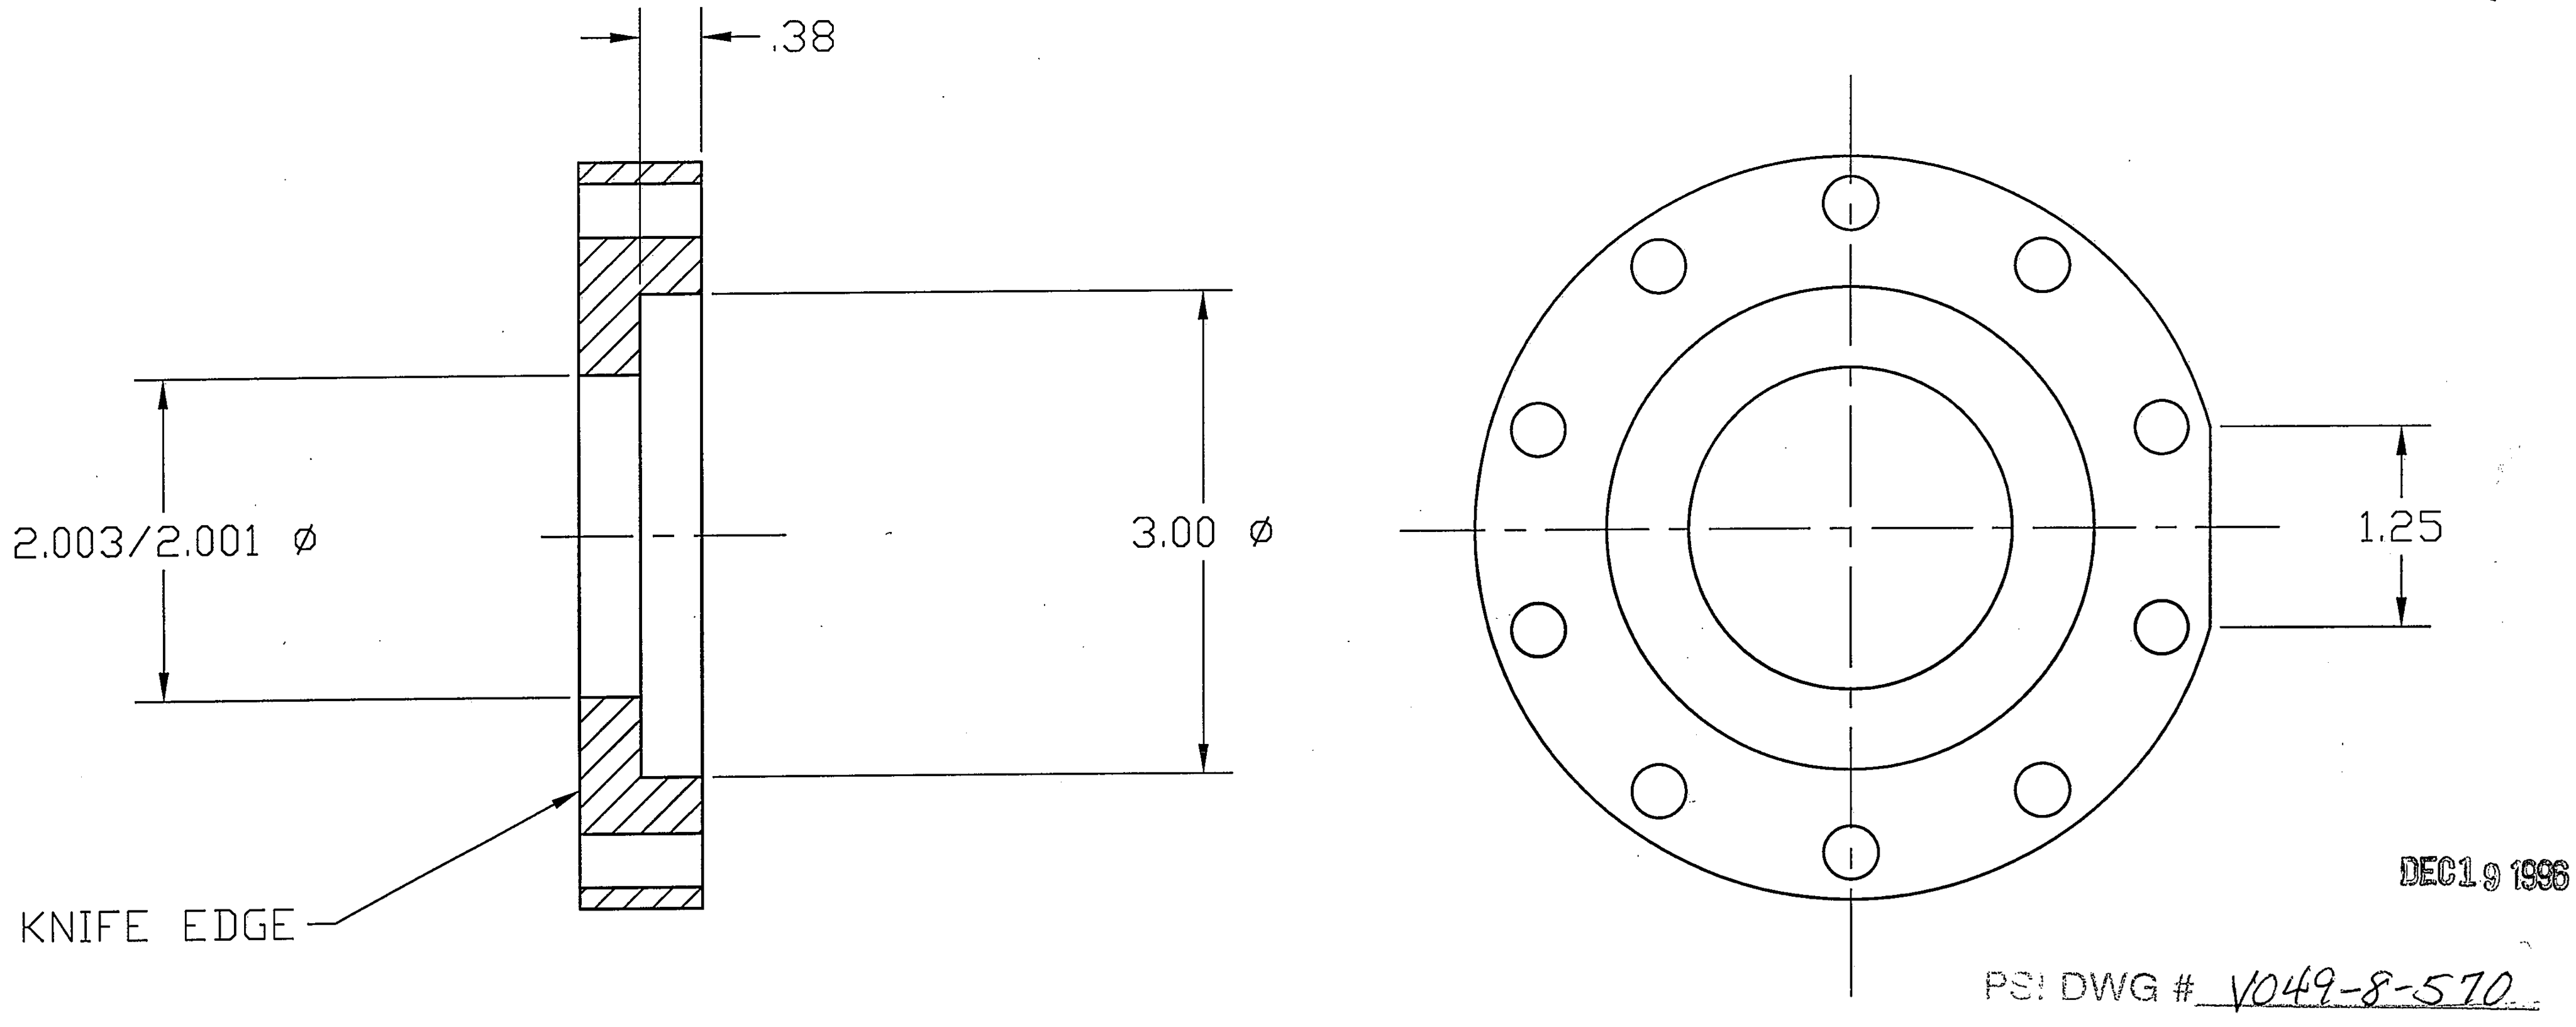 .38
2.003/2.001 Ø
3.00 Ø
1.25
KNIFE EDGE
DEC 19 1996
PSI DWG # V049-8-570